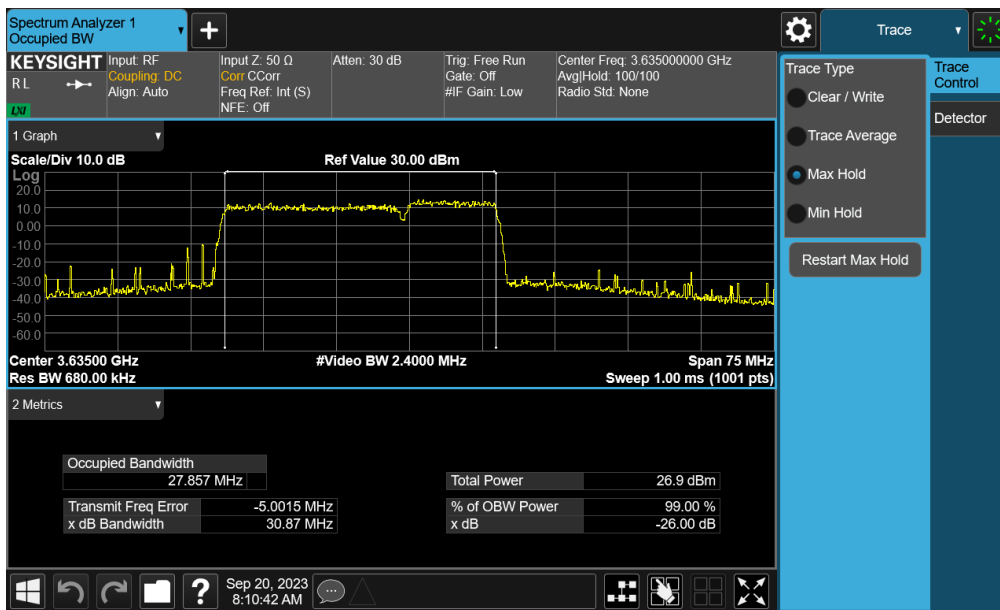 Spectrum Analyzer 1
Occupied BW
+
Trace
KEYSIGHT
R L
LXI
Input: RF
Coupling: DC
Align: Auto
Input Z: 50 Ω
Corr CCorr
Freq Ref: Int (S)
NFE: Off
Atten: 30 dB
Trig: Free Run
Gate: Off
#IF Gain: Low
Center Freq: 3.635000000 GHz
Avg|Hold: 100/100
Radio Std: None
Trace Type
Clear / Write
Trace Average
Max Hold
Min Hold
Restart Max Hold
Trace
Control
Detector
1 Graph
Scale/Div 10.0 dB
Ref Value 30.00 dBm
Log
20.0
10.0
0.00
-10.0
-20.0
-30.0
-40.0
-50.0
-60.0
Center 3.63500 GHz
#Video BW 2.4000 MHz
Span 75 MHz
Res BW 680.00 kHz
Sweep 1.00 ms (1001 pts)
2 Metrics
Occupied Bandwidth
27.857 MHz
Total Power 26.9 dBm
Transmit Freq Error -5.0015 MHz
% of OBW Power 99.00 %
x dB Bandwidth 30.87 MHz
x dB -26.00 dB
?
Sep 20, 2023
8:10:42 AM